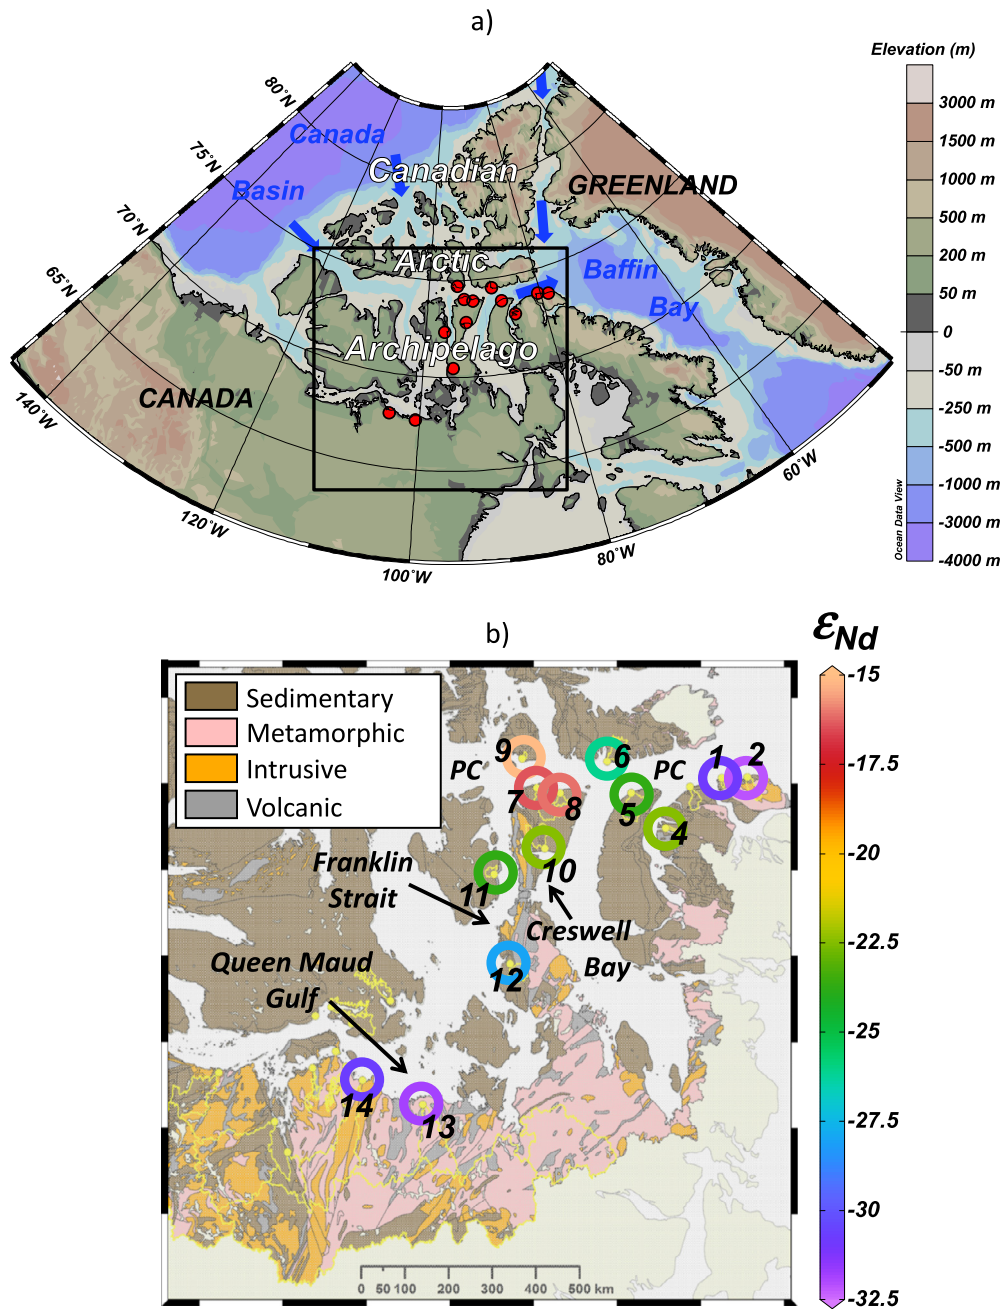 a)
Elevation (m)
3000 m
1500 m
1000 m
500 m
200 m
50 m
0
-50 m
-250 m
-500 m
-1000 m
-3000 m
-4000 m
Ocean Data View
80°N
75°N
70°N
65°N
140°W
120°W
100°W
80°W
60°W
Canada
Basin
Canadian
GREENLAND
Arctic
Baffin
Bay
Archipelago
CANADA
b)
εNd
-15
-17.5
-20
-22.5
-25
-27.5
-30
-32.5
Sedimentary
Metamorphic
Intrusive
Volcanic
9
6
1
2
PC
PC
7
8
5
4
10
11
Franklin
Strait
Creswell
Bay
12
Queen Maud
Gulf
14
13
0 50 100 200 300 400 500 km